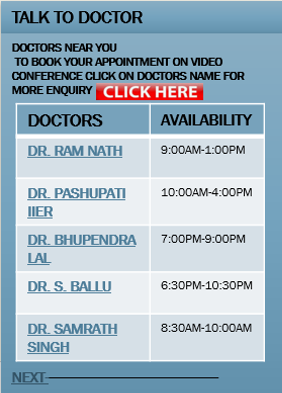 TALK TO DOCTOR
DOCTORS NEAR YOU
TO BOOK YOUR APPOINTMENT ON VIDEO
CONFERENCE CLICK ON DOCTORS NAME FOR
MORE ENQUIRY CLICK HERE
DOCTORS AVAILABILITY
DR. RAM NATH 9:00AM-1:00PM
DR. PASHUPATI 10:00AM-4:00PM
IIER
DR. BHUPENDRA 7:00PM-9:00PM
LAL
DR. S. BALLU 6:30PM-10:30PM
DR. SAMRATH 8:30AM-10:00AM
SINGH
NEXT